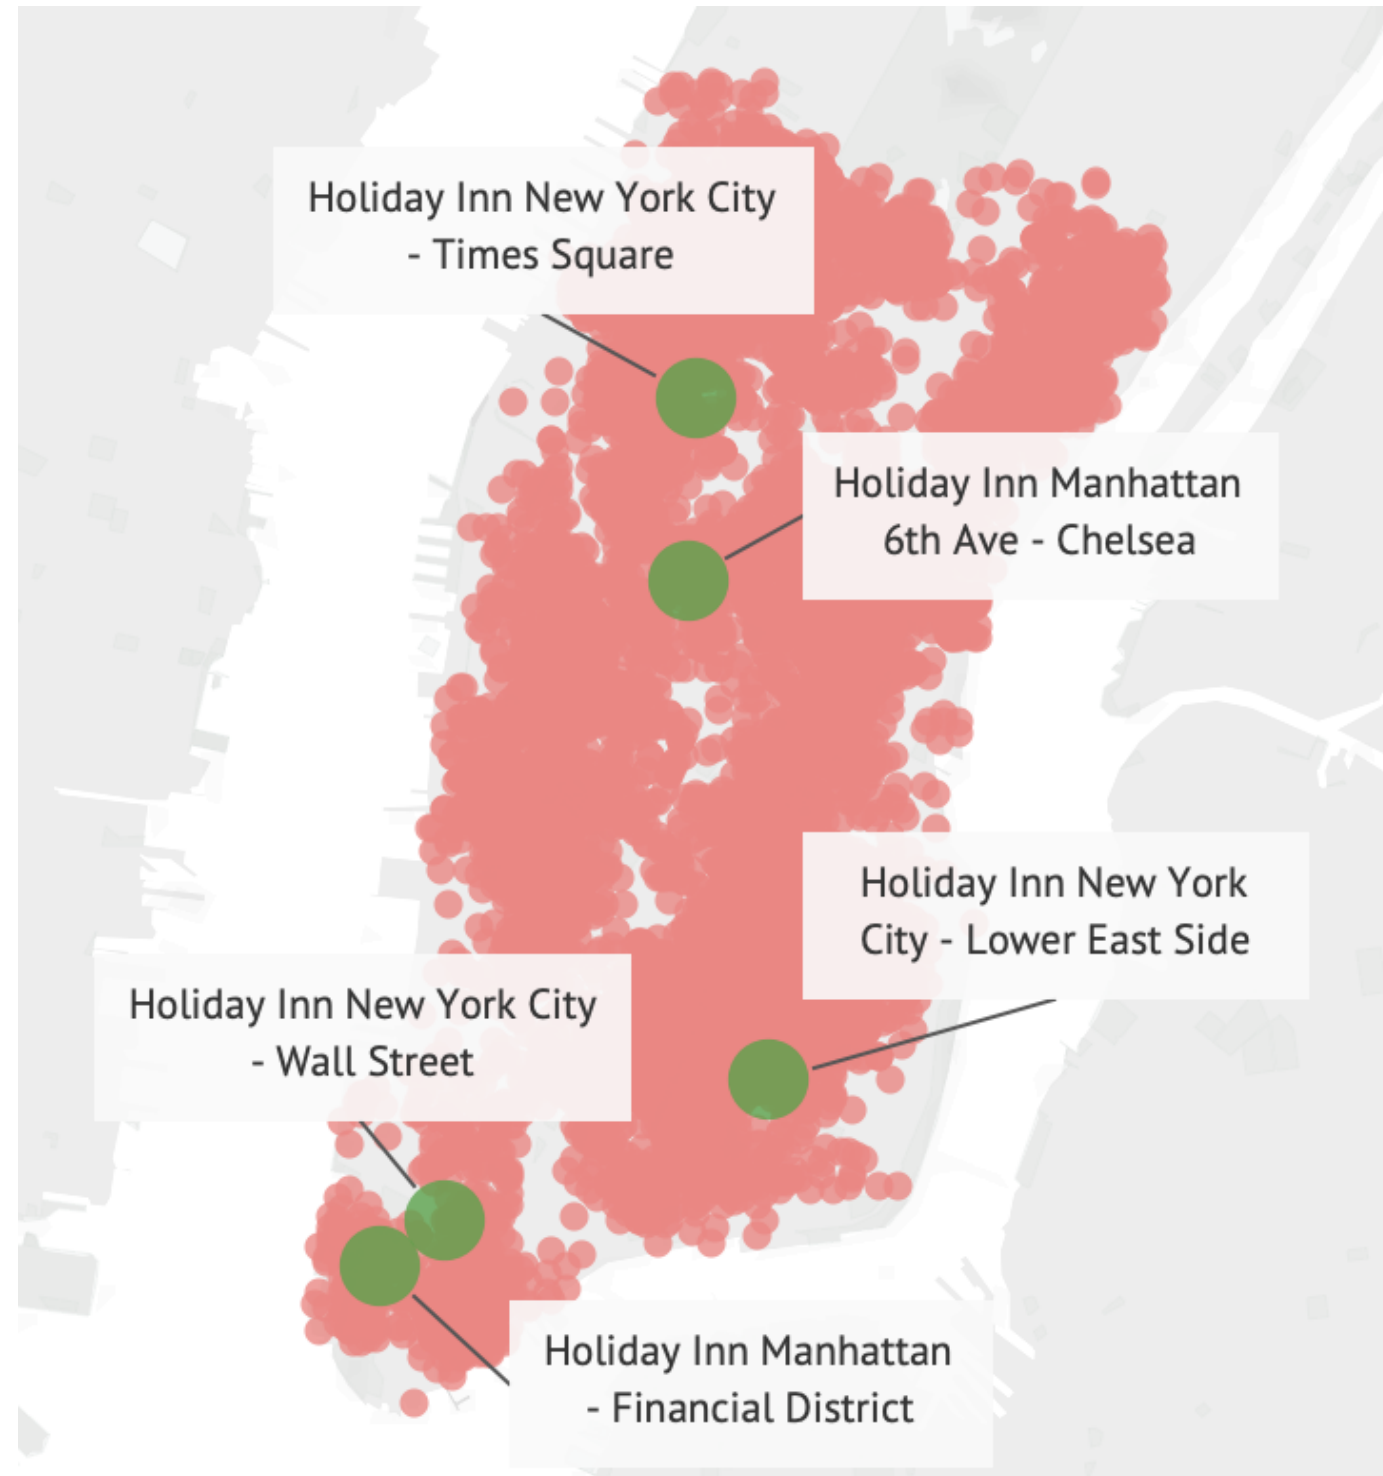 Holiday Inn New York City
- Times Square
Holiday Inn Manhattan
6th Ave - Chelsea
Holiday Inn New York
City - Lower East Side
Holiday Inn New York City
- Wall Street
Holiday Inn Manhattan
- Financial District